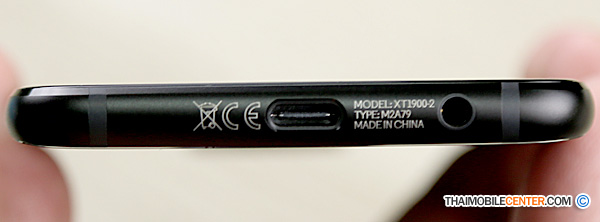 CE
MODEL: XT1900-2
TYPE: M2A79
MADE IN CHINA
THAIMOBILECENTER.COM ©